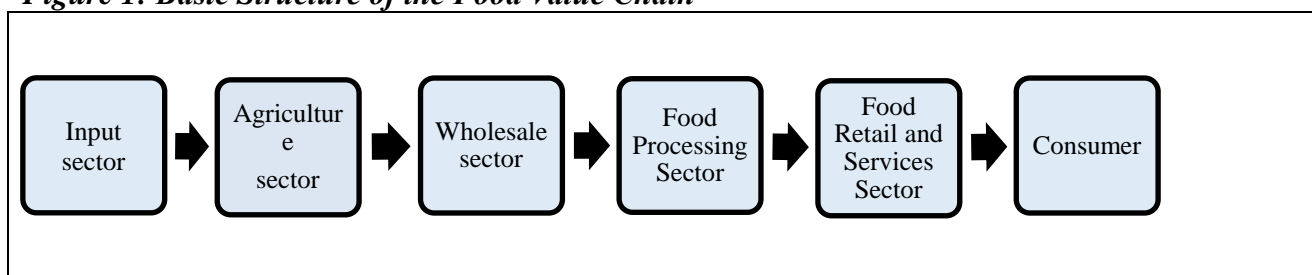 Figure 1: Basic Structure of the Food Value Chain
Input
sector
Agricultur
e
sector
Wholesale
sector
Food
Processing
Sector
Food
Retail and
Services
Sector
Consumer